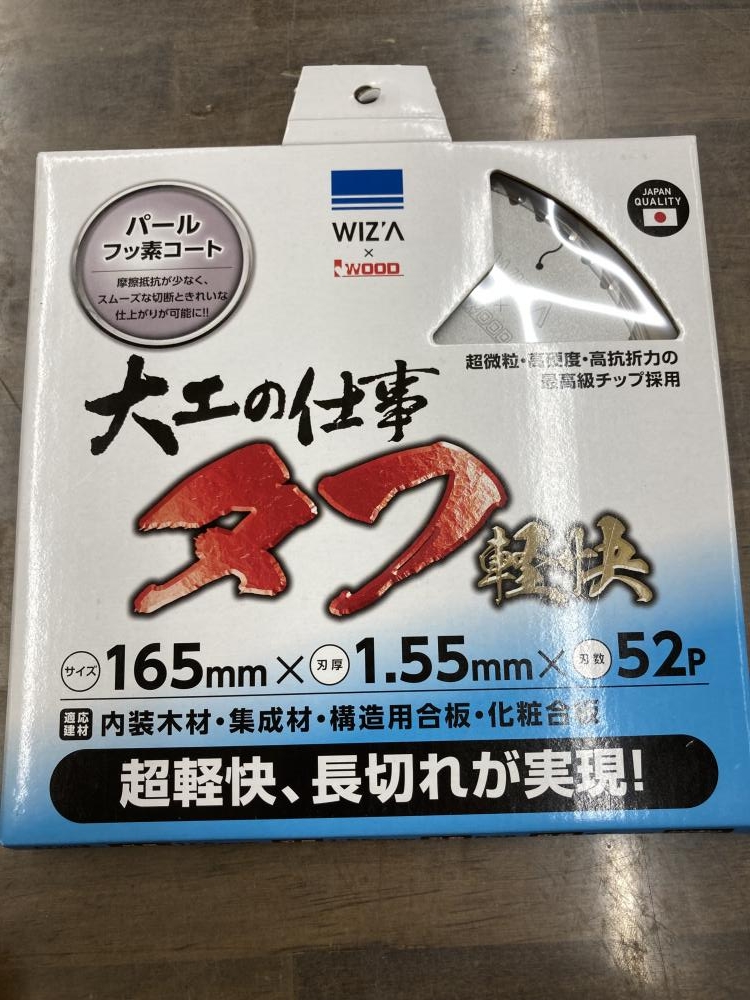 パール
フッ素コート
摩擦抵抗が少なく、
スムーズな切断ときれいな
仕上がりが可能に!!
WIZ'A
×
WOOD
JAPAN
QUALITY
超微粒・高硬度・高抗折力の
最高級チップ採用
大工の仕事
タフ
軽快
サイズ 165mm × 刃厚 1.55mm × 刃数 52P
適応建材 内装木材・集成材・構造用合板・化粧合板
超軽快、長切れが実現!